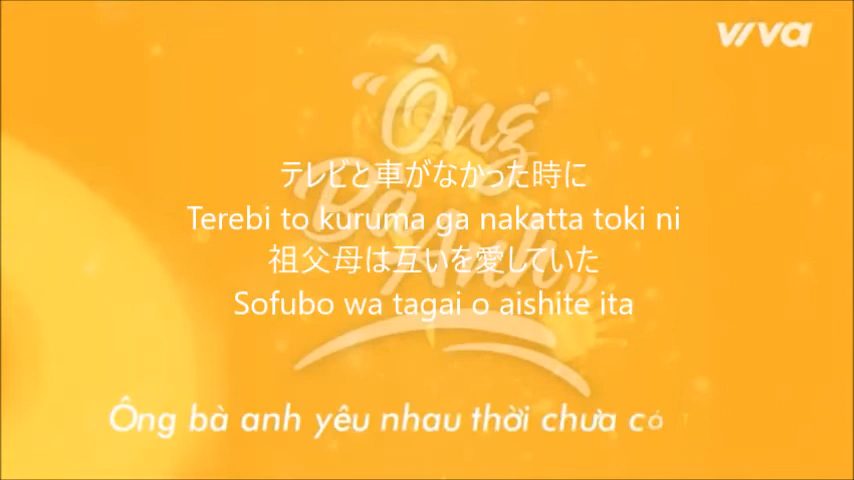 VIVA
“Ông
Bà
Anh”
テレビと車がなかった時に
Terebi to kuruma ga nakatta toki ni
祖父母は互いを愛していた
Sofubo wa tagai o aishite ita
Ông bà anh yêu nhau thời chưa có